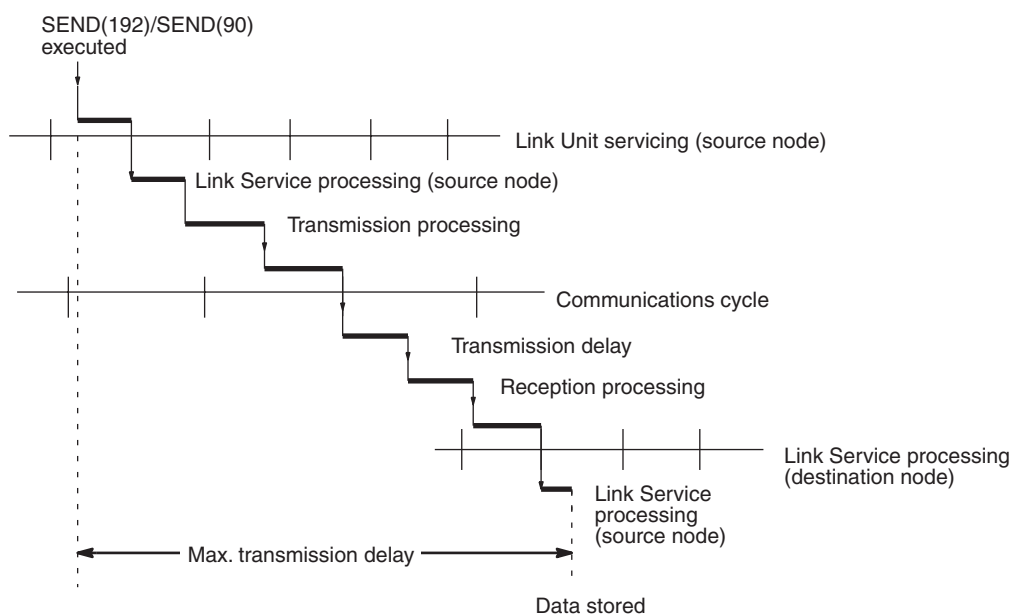 SEND(192)/SEND(90)
executed
Link Unit servicing (source node)
Link Service processing (source node)
Transmission processing
Communications cycle
Transmission delay
Reception processing
Link Service processing
(destination node)
Link Service
processing
(source node)
Max. transmission delay
Data stored